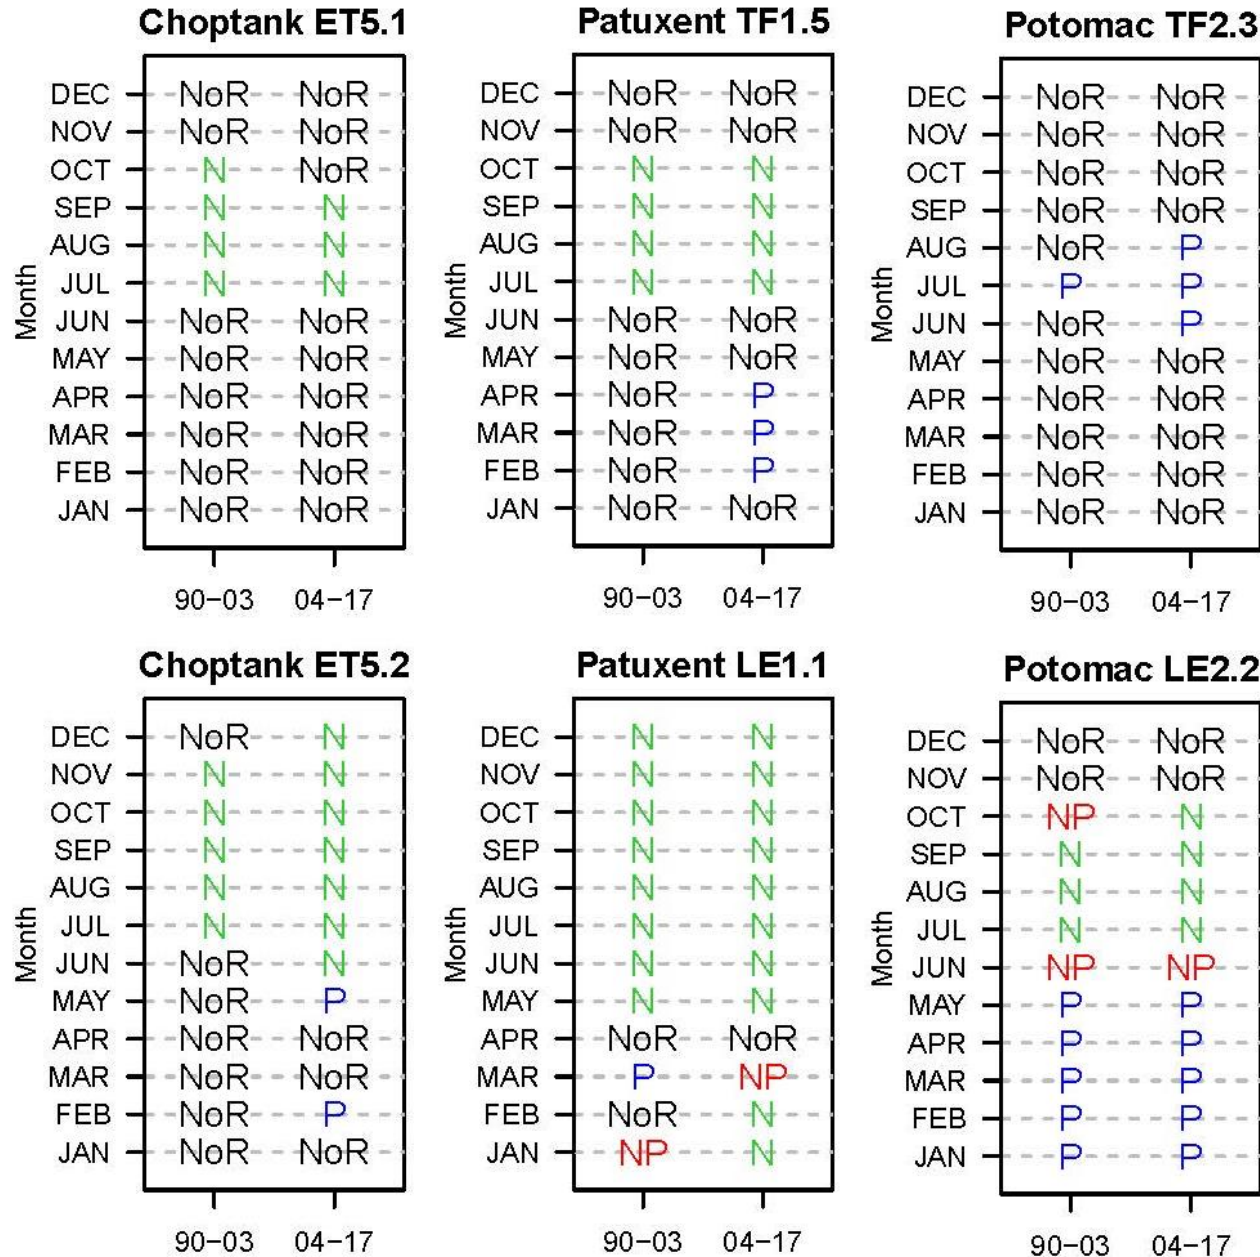 Choptank ET5.1
Month
DEC NoR NoR
NOV NoR NoR
OCT N NoR
SEP N N
AUG N N
JUL N N
JUN NoR NoR
MAY NoR NoR
APR NoR NoR
MAR NoR NoR
FEB NoR NoR
JAN NoR NoR
90–03 04–17
Patuxent TF1.5
Month
DEC NoR NoR
NOV NoR NoR
OCT N N
SEP N N
AUG N N
JUL N N
JUN NoR NoR
MAY NoR NoR
APR NoR P
MAR NoR P
FEB NoR P
JAN NoR NoR
90–03 04–17
Potomac TF2.3
Month
DEC NoR NoR
NOV NoR NoR
OCT NoR NoR
SEP NoR NoR
AUG NoR P
JUL P P
JUN NoR P
MAY NoR NoR
APR NoR NoR
MAR NoR NoR
FEB NoR NoR
JAN NoR NoR
90–03 04–17
Choptank ET5.2
Month
DEC NoR N
NOV N N
OCT N N
SEP N N
AUG N N
JUL N N
JUN NoR N
MAY NoR P
APR NoR NoR
MAR NoR NoR
FEB NoR P
JAN NoR NoR
90–03 04–17
Patuxent LE1.1
Month
DEC N N
NOV N N
OCT N N
SEP N N
AUG N N
JUL N N
JUN N N
MAY N N
APR NoR NoR
MAR P NP
FEB NoR N
JAN NP N
90–03 04–17
Potomac LE2.2
Month
DEC NoR NoR
NOV NoR NoR
OCT NP N
SEP N N
AUG N N
JUL N N
JUN NP NP
MAY P P
APR P P
MAR P P
FEB P P
JAN P P
90–03 04–17